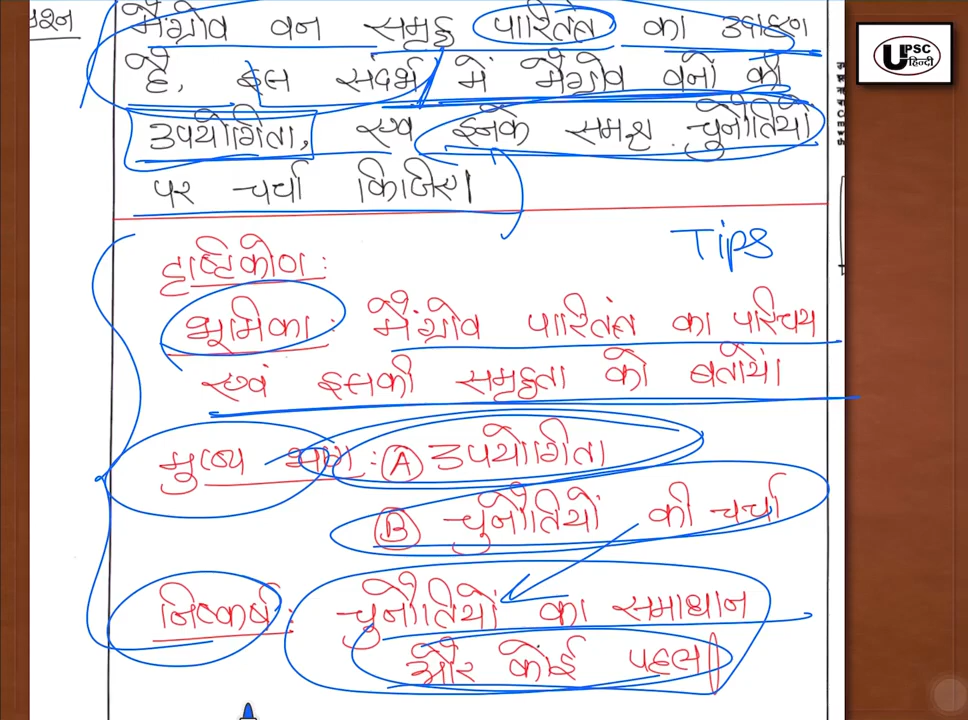 प्रश्न
मैंग्रोव वन समृद्ध पारितंत्र का उदाहरण
है, इस संदर्भ में मैंग्रोव वनों की
उपयोगिता, एवं इनके समक्ष चुनौतियों
पर चर्चा किजिए।
Tips
दृष्टिकोण:
भूमिका: मैंग्रोव पारितंत्र का परिचय
एवं इसकी समृद्धता को बतायें।
मुख्य भाग: (A) उपयोगिता
(B) चुनौतियों की चर्चा
निष्कर्ष: चुनौतियों का समाधान
और कोई पहल।
UPSC
हिन्दी